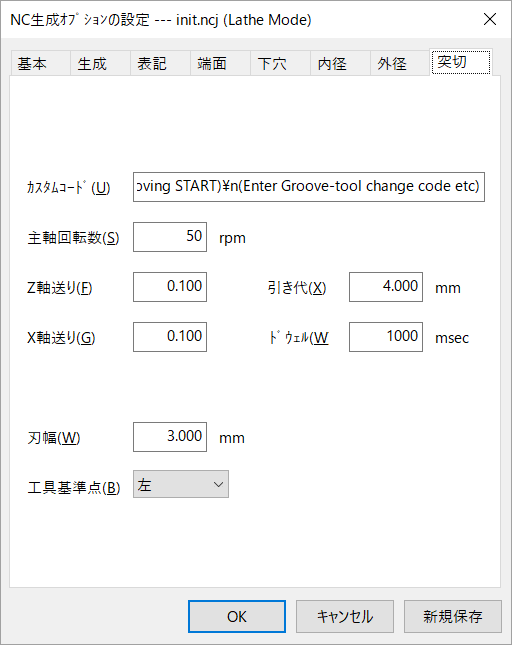 NC生成ｵﾌﾟｼｮﾝの設定 --- init.ncj (Lathe Mode)
基本 生成 表記 端面 下穴 内径 外径 突切
ｶｽﾀﾑｺｰﾄﾞ(U) oving START)¥n(Enter Groove-tool change code etc)
主軸回転数(S) 50 rpm
Z軸送り(F) 0.100 引き代(X) 4.000 mm
X軸送り(G) 0.100 ﾄﾞｳｪﾙ(W 1000 msec
刃幅(W) 3.000 mm
工具基準点(B) 左
OK キャンセル 新規保存